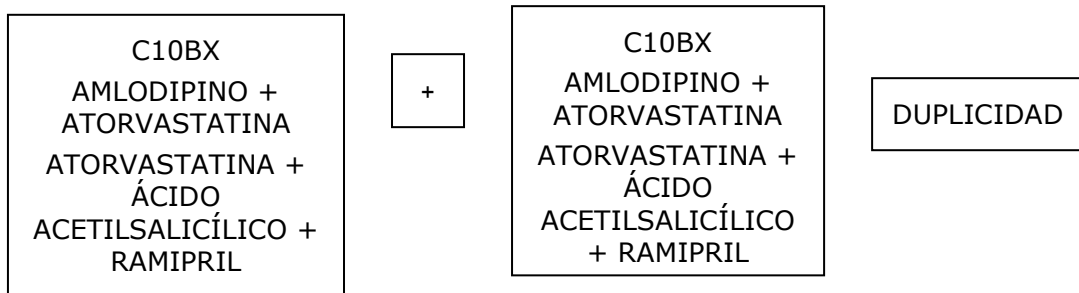 C10BX
AMLODIPINO +
ATORVASTATINA
ATORVASTATINA +
ÁCIDO
ACETILSALICÍLICO +
RAMIPRIL
+
C10BX
AMLODIPINO +
ATORVASTATINA
ATORVASTATINA +
ÁCIDO
ACETILSALICÍLICO
+ RAMIPRIL
DUPLICIDAD